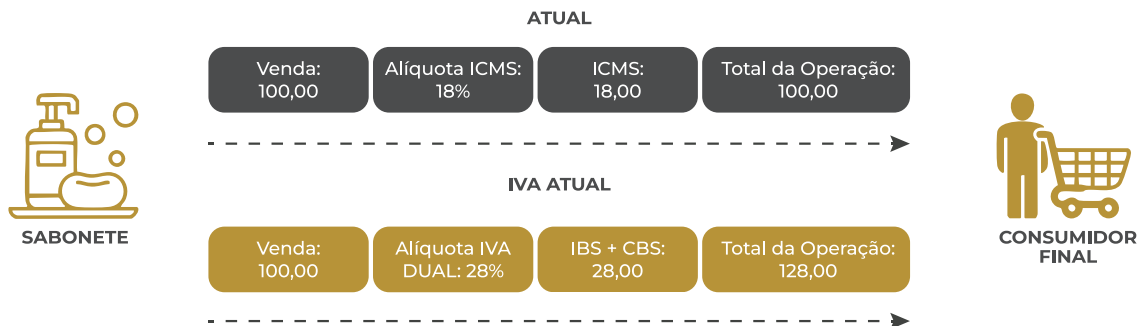 ATUAL
Venda:
100,00
Alíquota ICMS:
18%
ICMS:
18,00
Total da Operação:
100,00
IVA ATUAL
SABONETE
Venda:
100,00
Alíquota IVA
DUAL: 28%
IBS + CBS:
28,00
Total da Operação:
128,00
CONSUMIDOR
FINAL